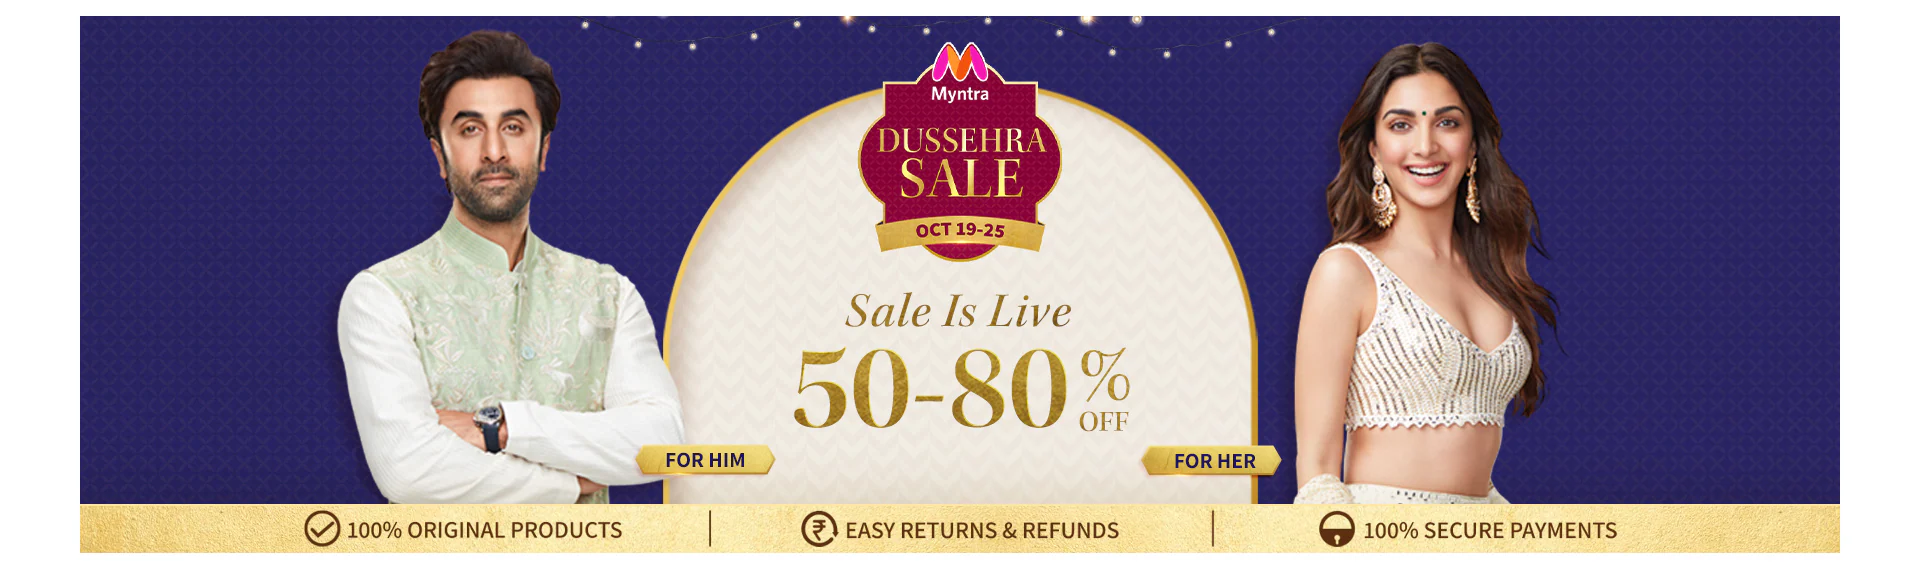 Myntra
DUSSEHRA
SALE
OCT 19-25
Sale Is Live
50-80% OFF
FOR HIM
FOR HER
100% ORIGINAL PRODUCTS
EASY RETURNS & REFUNDS
100% SECURE PAYMENTS